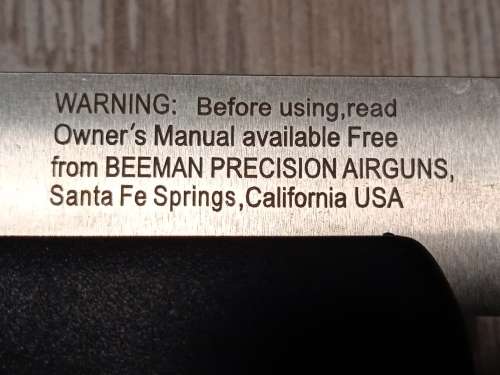 WARNING: Before using,read
Owner's Manual available Free
from BEEMAN PRECISION AIRGUNS,
Santa Fe Springs,California USA